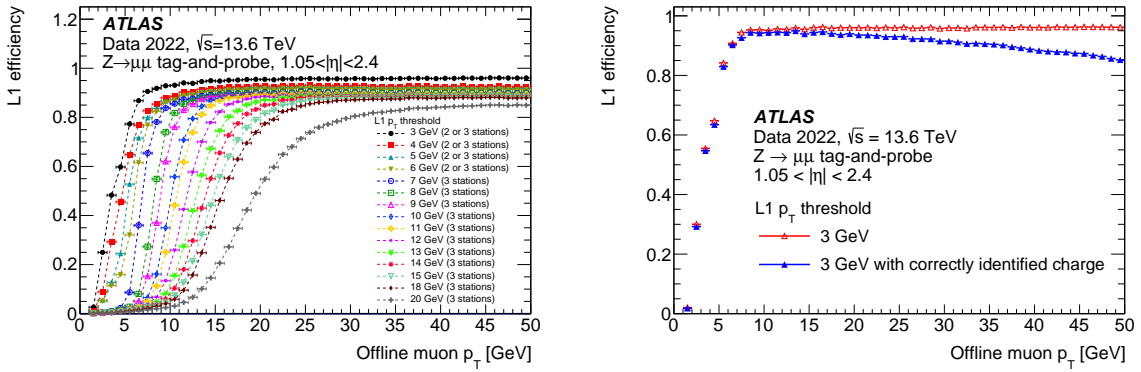 L1 efficiency
1.2
1
0.8
0.6
0.4
0.2
0
ATLAS
Data 2022, √s=13.6 TeV
Z→μμ tag-and-probe, 1.05<|η|<2.4
L1 p_T threshold
3 GeV (2 or 3 stations)
4 GeV (2 or 3 stations)
5 GeV (2 or 3 stations)
6 GeV (2 or 3 stations)
7 GeV (3 stations)
8 GeV (3 stations)
9 GeV (3 stations)
10 GeV (3 stations)
11 GeV (3 stations)
12 GeV (3 stations)
13 GeV (3 stations)
14 GeV (3 stations)
15 GeV (3 stations)
18 GeV (3 stations)
20 GeV (3 stations)
0 5 10 15 20 25 30 35 40 45 50
Offline muon p_T [GeV]
L1 efficiency
1
0.8
0.6
0.4
0.2
0
ATLAS
Data 2022, √s = 13.6 TeV
Z → μμ tag-and-probe
1.05 < |η| < 2.4
L1 p_T threshold
3 GeV
3 GeV with correctly identified charge
0 5 10 15 20 25 30 35 40 45 50
Offline muon p_T [GeV]